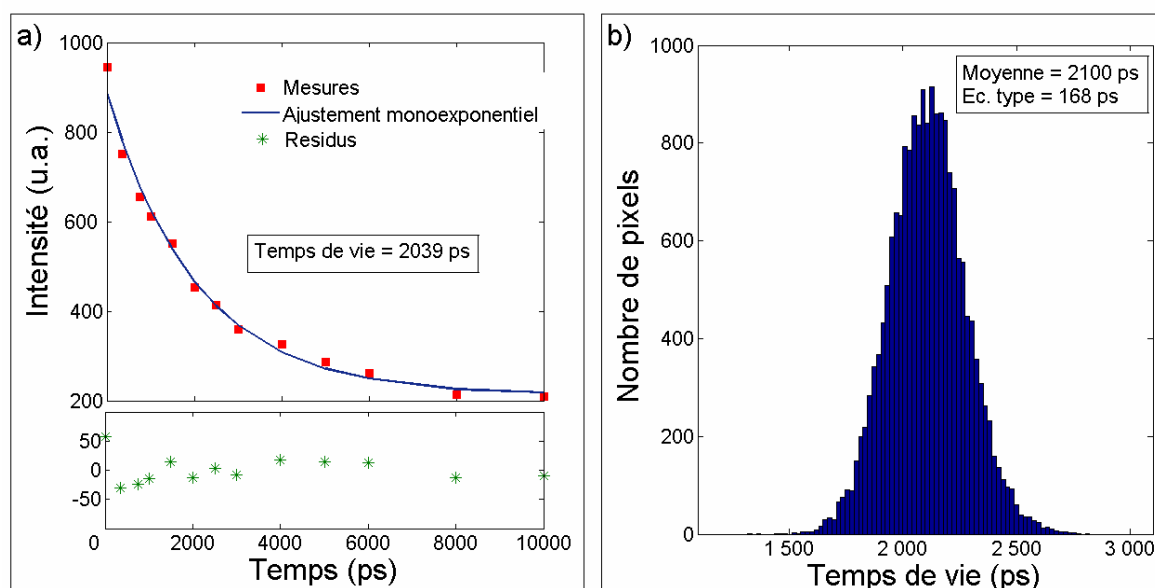 a)
1000
800
600
400
200
Intensité (u.a.)
Mesures
Ajustement monoexponentiel
Residus
Temps de vie = 2039 ps
50
0
-50
0 2000 4000 6000 8000 10000
Temps (ps)
b)
1000
800
600
400
200
0
Nombre de pixels
Moyenne = 2100 ps
Ec. type = 168 ps
1 500 2 000 2 500 3 000
Temps de vie (ps)